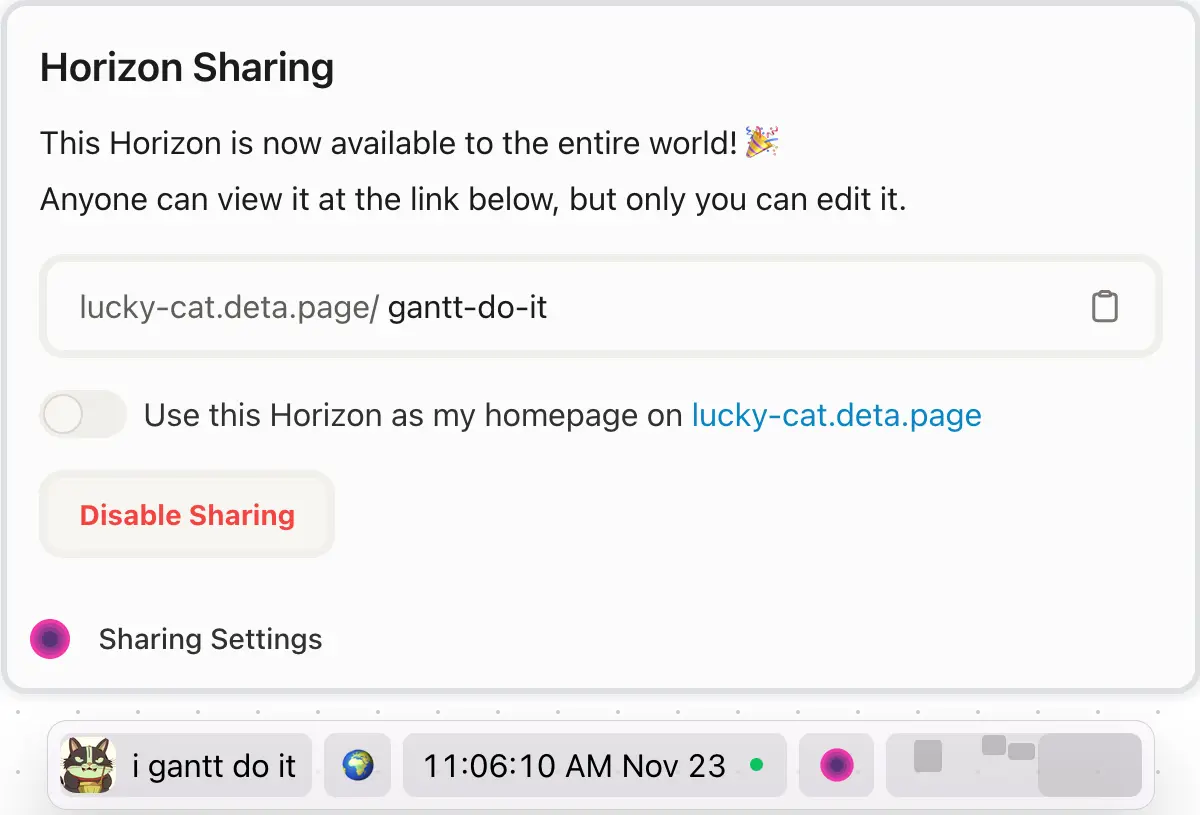 Horizon Sharing
This Horizon is now available to the entire world! 🎉
Anyone can view it at the link below, but only you can edit it.
lucky-cat.deta.page/ gantt-do-it
Use this Horizon as my homepage on lucky-cat.deta.page
Disable Sharing
Sharing Settings
i gantt do it 11:06:10 AM Nov 23